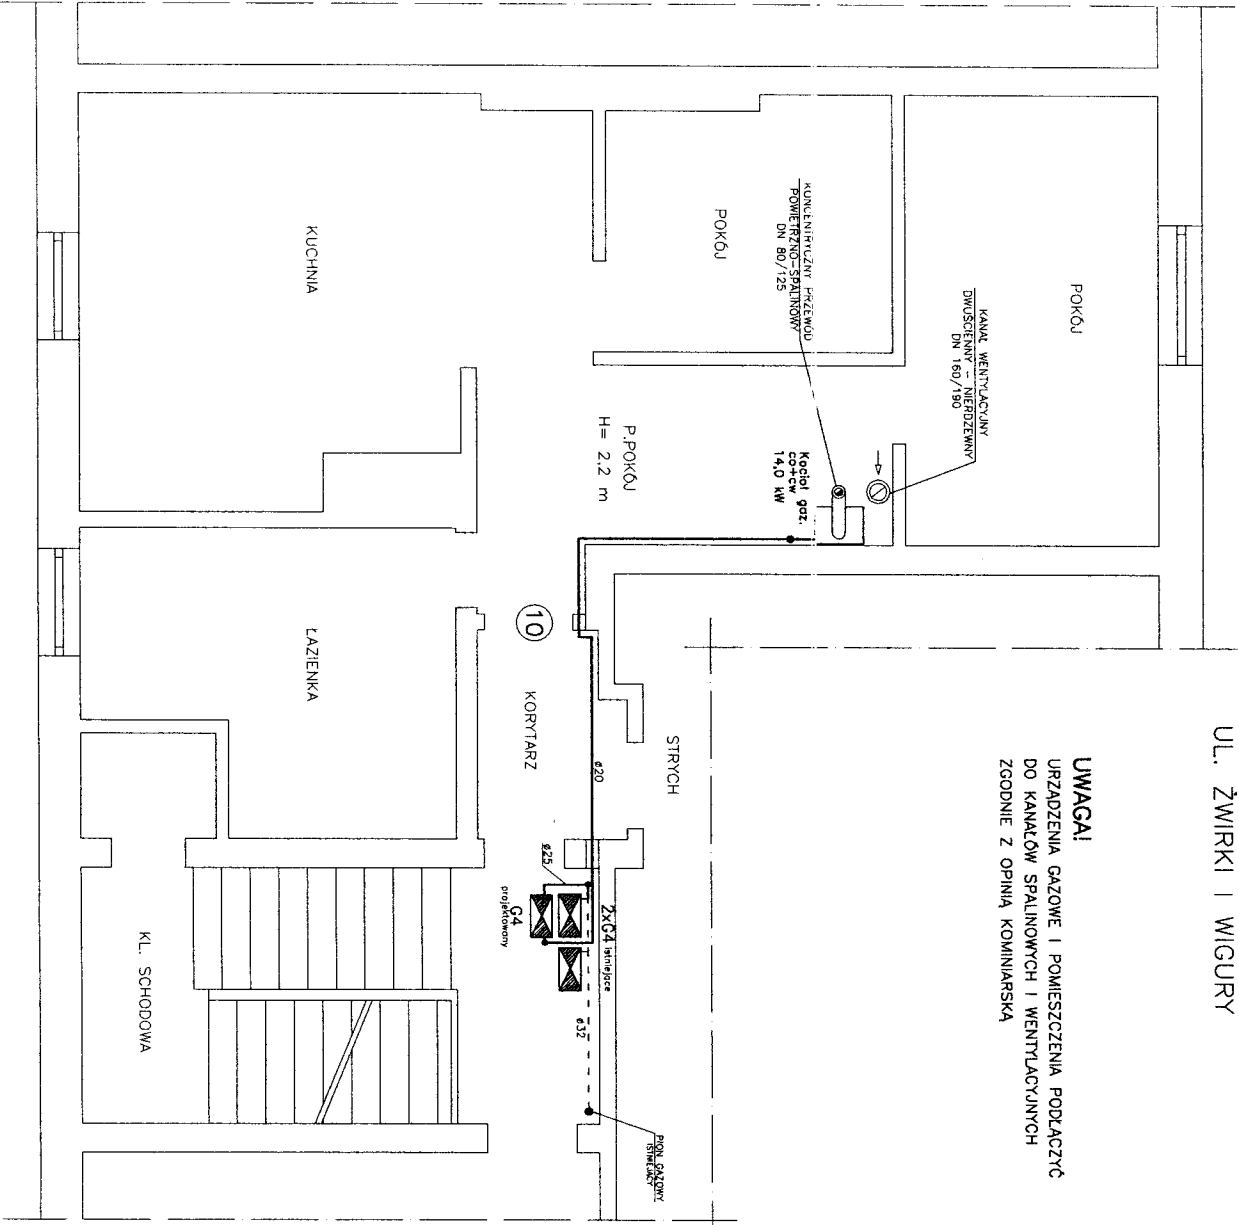 UL. ŻWIRKI I WIGURY
UWAGA!
URZĄDZENIA GAZOWE I POMIESZCZENIA PODŁĄCZYĆ
DO KANAŁÓW SPALINOWYCH I WENTYLACYJNYCH
ZGODNIE Z OPINIĄ KOMINIARSKĄ
POKÓJ
KANAŁ WENTYLACYJNY
DWUŚCIENNY - NIERDZEWNY
DN 160/190
KONCENTRYCZNY PRZEWÓD
POWIETRZNO-SPALINOWY
DN 80/125
POKÓJ
Kocioł gaz.
co+cw
14,0 kW
P.POKÓJ
H= 2.2 m
KUCHNIA
STRYCH
10
KORYTARZ
ø20
ŁAZIENKA
ø25
2xG4 istniejące
G4
projektowany
ø32
PION GAZOWY
ISTNIEJĄCY
KL. SCHODOWA